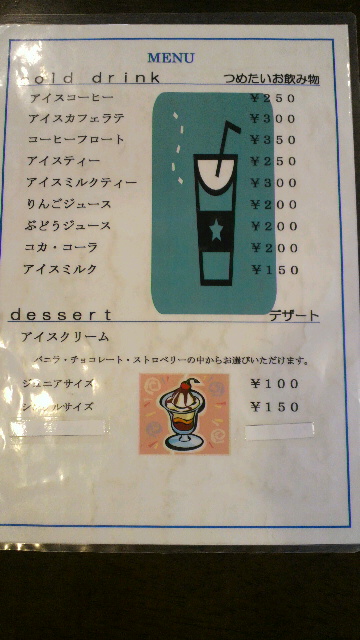 MENU
old drink つめたいお飲み物
アイスコーヒー ￥250
アイスカフェラテ ￥300
コーヒーフロート ￥350
アイスティー ￥250
アイスミルクティー ￥300
りんごジュース ￥200
ぶどうジュース ￥200
コカ・コーラ ￥200
アイスミルク ￥150
dessert デザート
アイスクリーム
バニラ・チョコレート・ストロベリーの中からお選びいただけます。
ジュニアサイズ ￥100
シングルサイズ ￥150